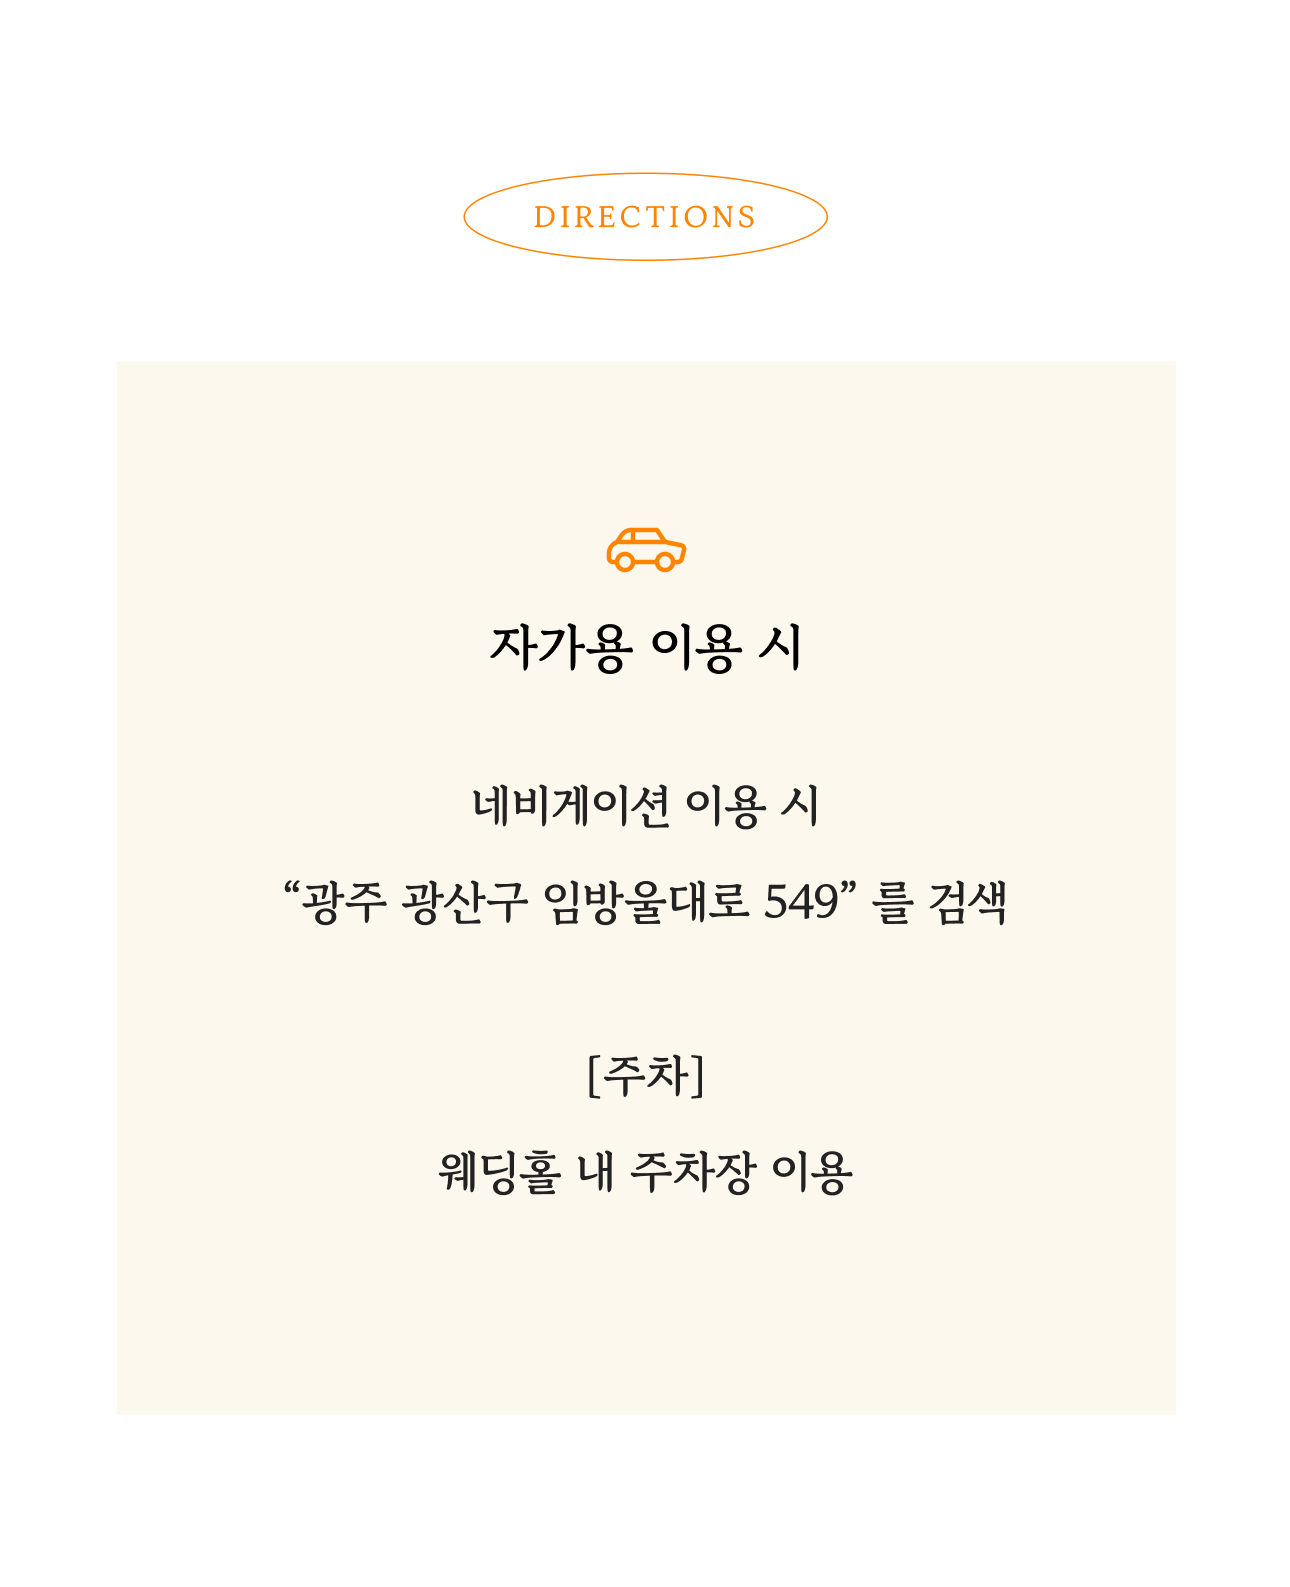 DIRECTIONS
자가용 이용 시
네비게이션 이용 시
“광주 광산구 임방울대로 549” 를 검색
[주차]
웨딩홀 내 주차장 이용